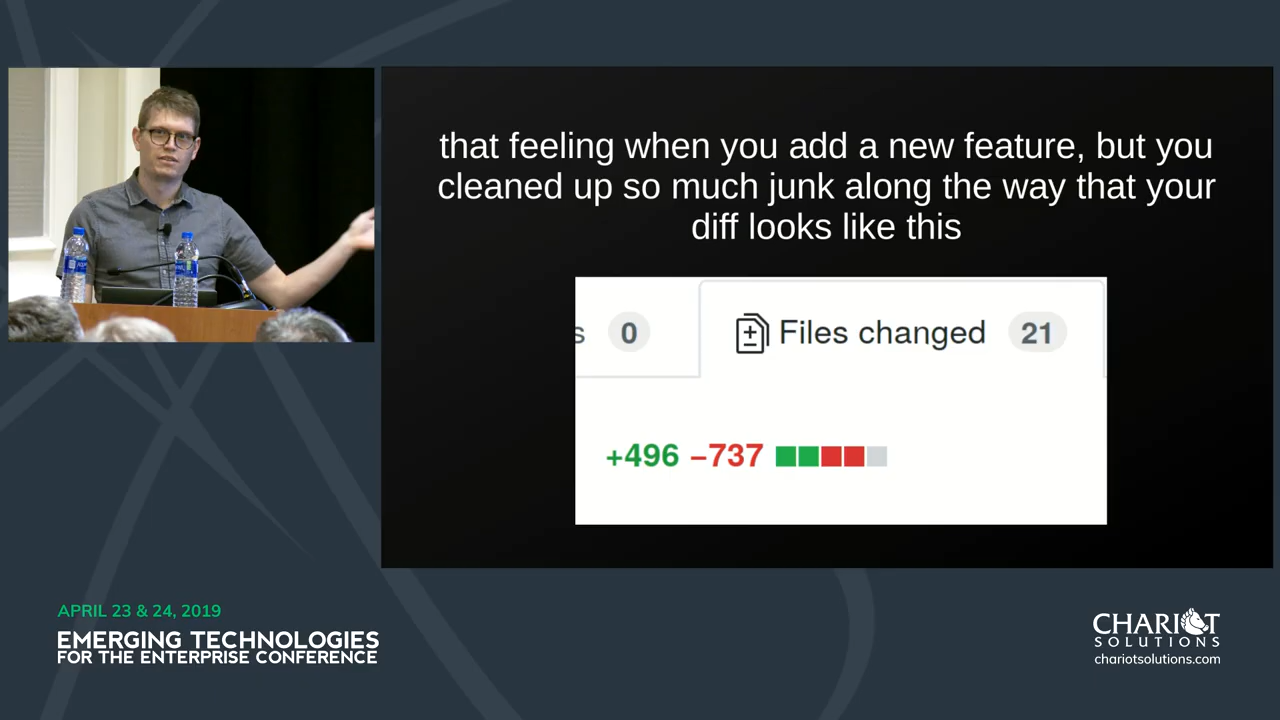 that feeling when you add a new feature, but you
cleaned up so much junk along the way that your
diff looks like this
s 0 Files changed 21
+496 −737
APRIL 23 & 24, 2019
EMERGING TECHNOLOGIES
FOR THE ENTERPRISE CONFERENCE
CHARIOT
SOLUTIONS
chariotsolutions.com